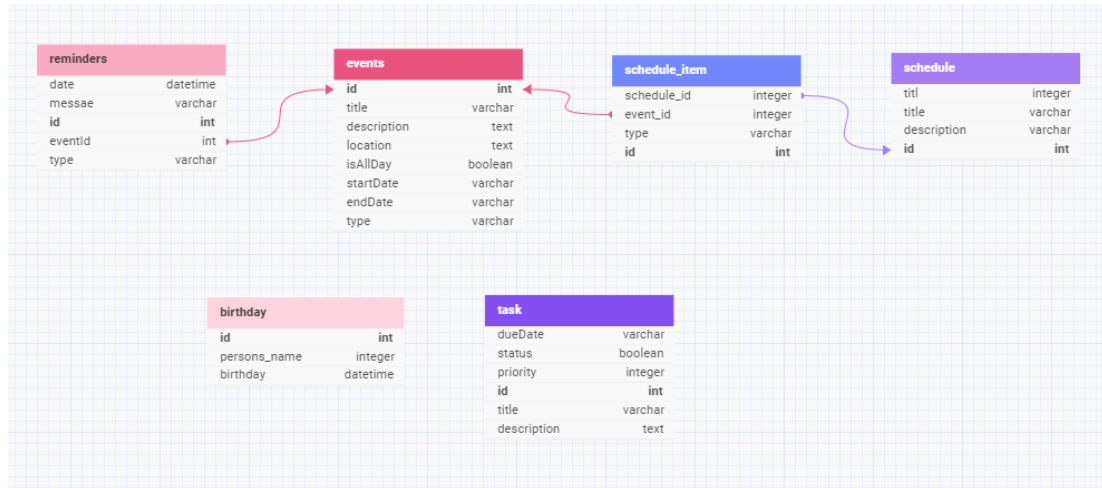 reminders
date datetime
messae varchar
id int
eventId int
type varchar
events
id int
title varchar
description text
location text
isAllDay boolean
startDate varchar
endDate varchar
type varchar
schedule_item
schedule_id integer
event_id integer
type varchar
id int
schedule
titl integer
title varchar
description varchar
id int
birthday
id int
persons_name integer
birthday datetime
task
dueDate varchar
status boolean
priority integer
id int
title varchar
description text